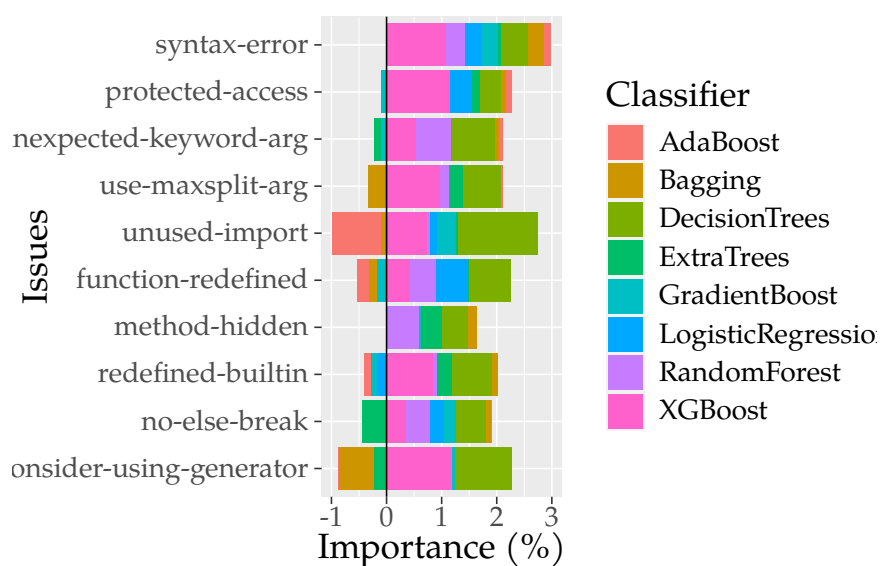 syntax-error
protected-access
nexpected-keyword-arg
use-maxsplit-arg
unused-import
function-redefined
method-hidden
redefined-builtin
no-else-break
onsider-using-generator
Issues
-1 0 1 2 3
Importance (%)
Classifier
AdaBoost
Bagging
DecisionTrees
ExtraTrees
GradientBoost
LogisticRegression
RandomForest
XGBoost